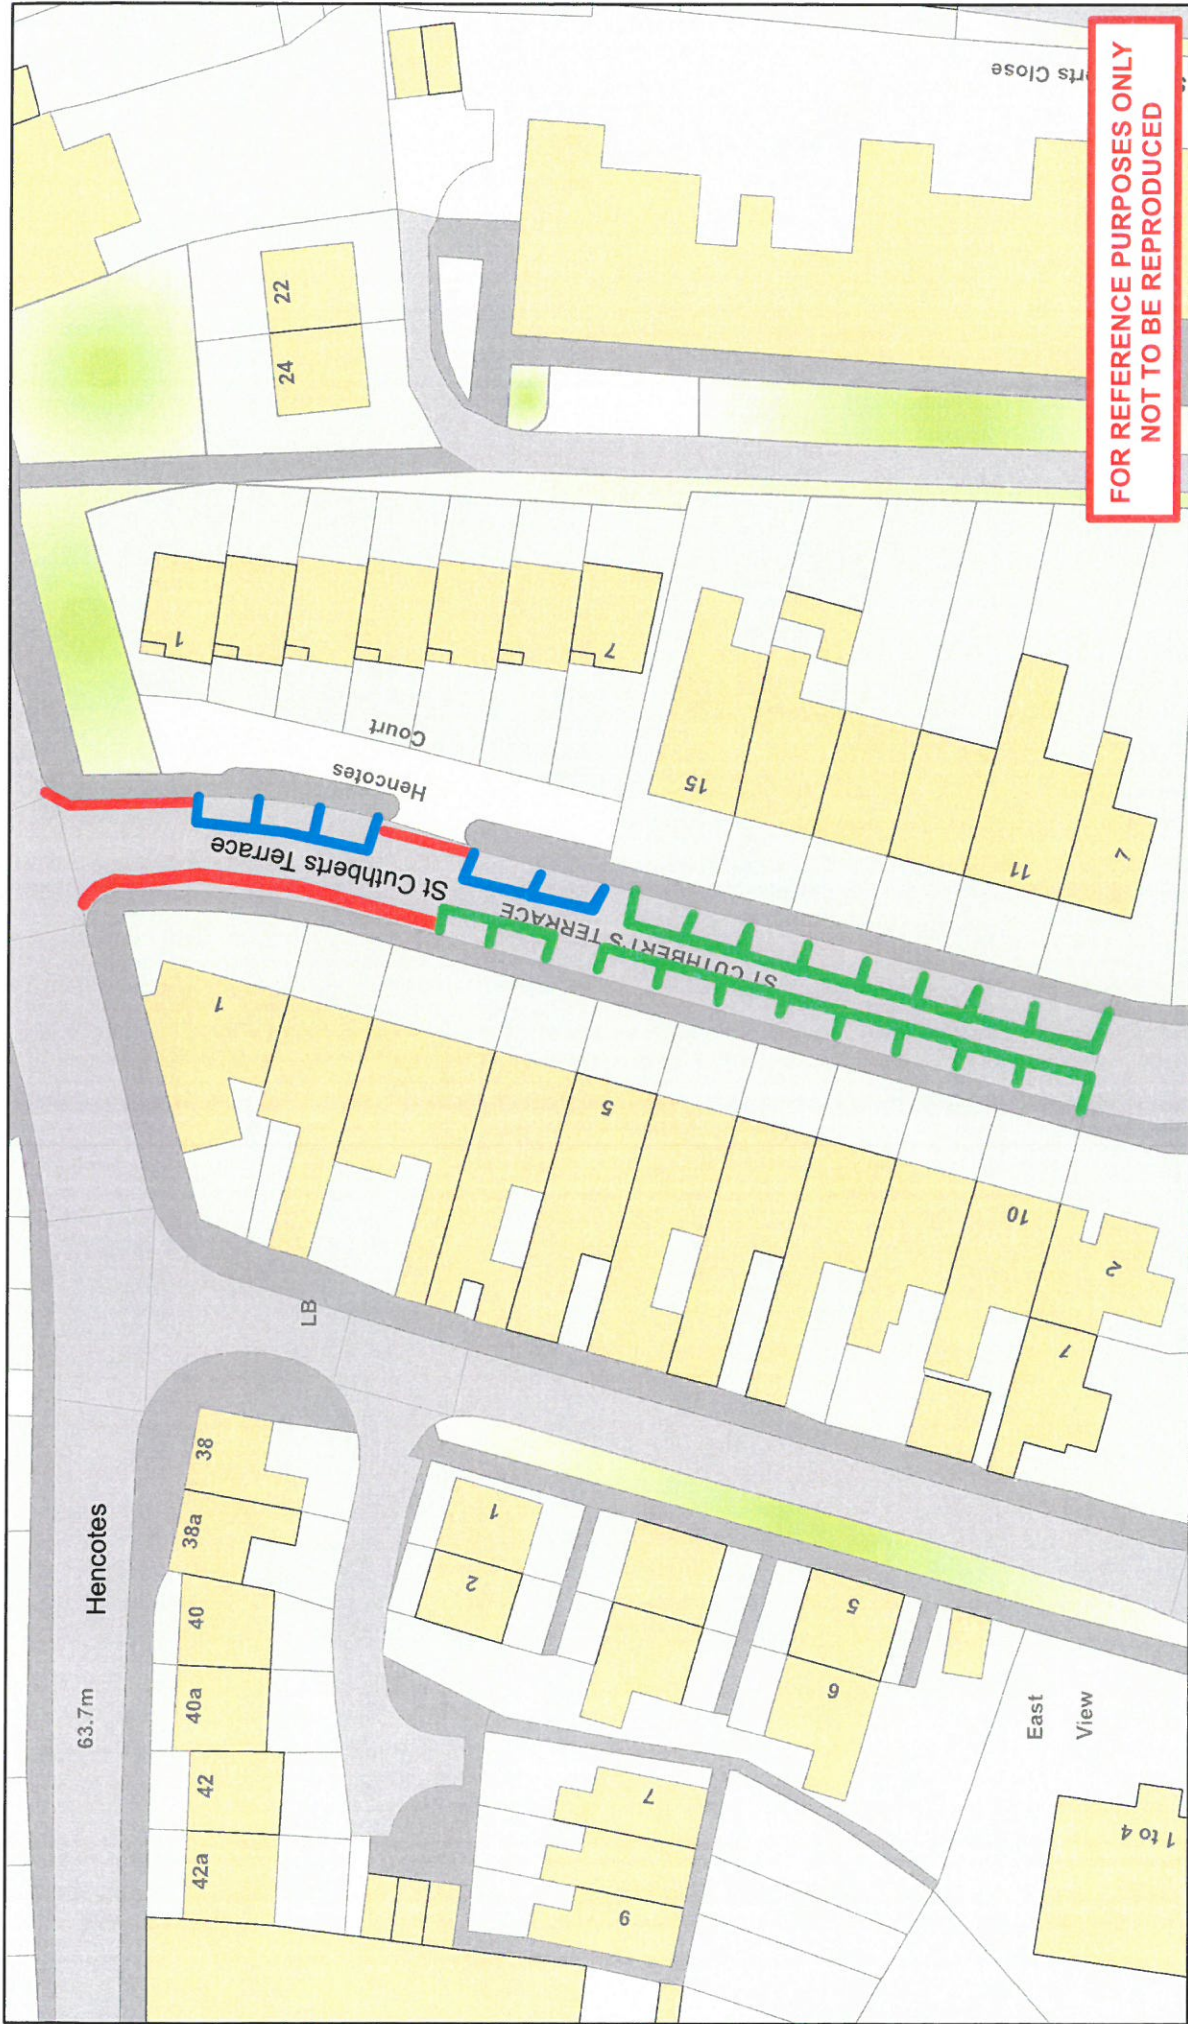 erts Close
FOR REFERENCE PURPOSES ONLY
NOT TO BE REPRODUCED
22
24
1
7
Court
Hencotes
St Cuthberts Terrace
ST CUTHBERT'S TERRACE
15
11
7
1
5
10
2
1
LB
Hencotes
63.7m
38
38a
40
40a
42
42a
1
2
5
6
7
9
East
View
1 to 4